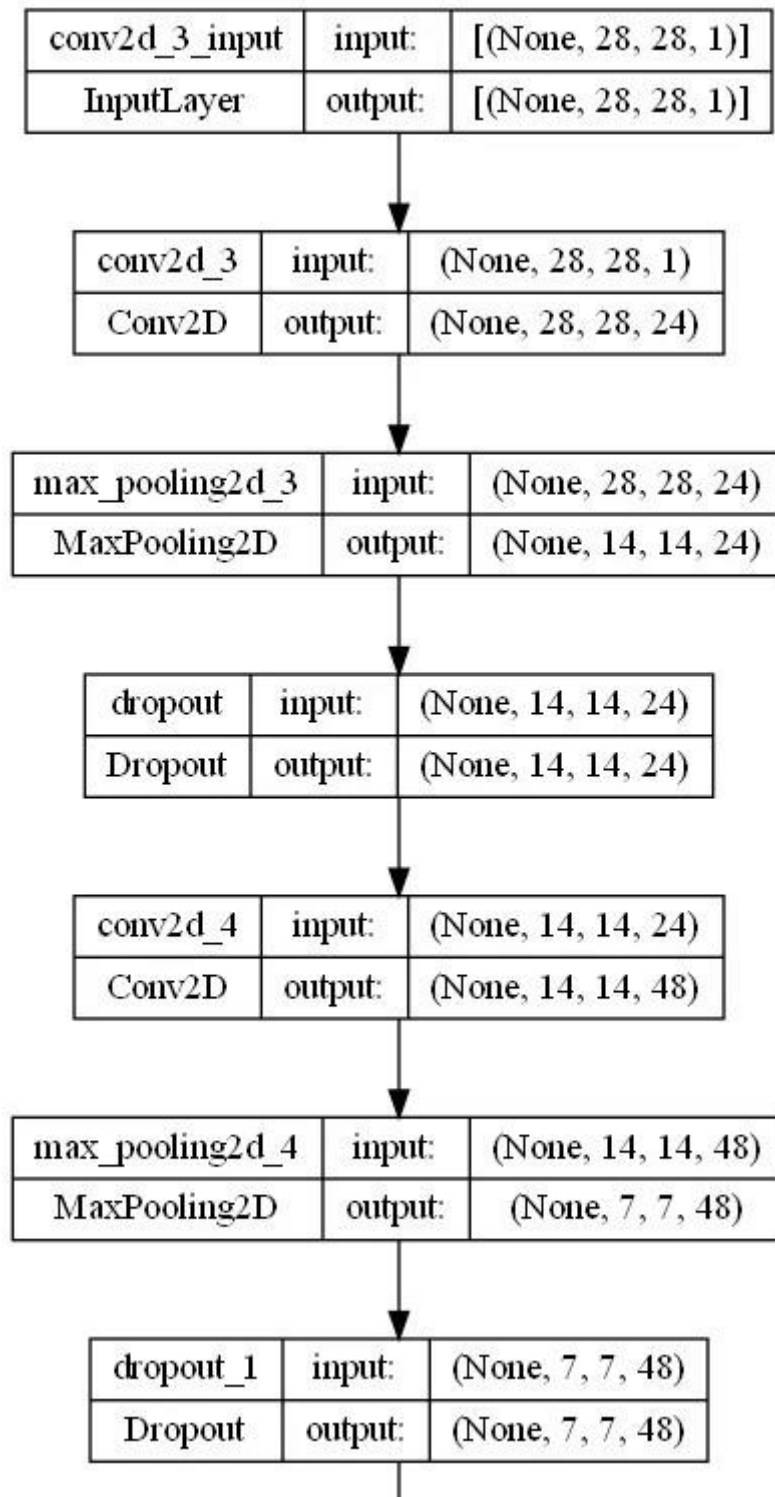 conv2d_3_input input: [(None, 28, 28, 1)]
InputLayer output: [(None, 28, 28, 1)]
conv2d_3 input: (None, 28, 28, 1)
Conv2D output: (None, 28, 28, 24)
max_pooling2d_3 input: (None, 28, 28, 24)
MaxPooling2D output: (None, 14, 14, 24)
dropout input: (None, 14, 14, 24)
Dropout output: (None, 14, 14, 24)
conv2d_4 input: (None, 14, 14, 24)
Conv2D output: (None, 14, 14, 48)
max_pooling2d_4 input: (None, 14, 14, 48)
MaxPooling2D output: (None, 7, 7, 48)
dropout_1 input: (None, 7, 7, 48)
Dropout output: (None, 7, 7, 48)